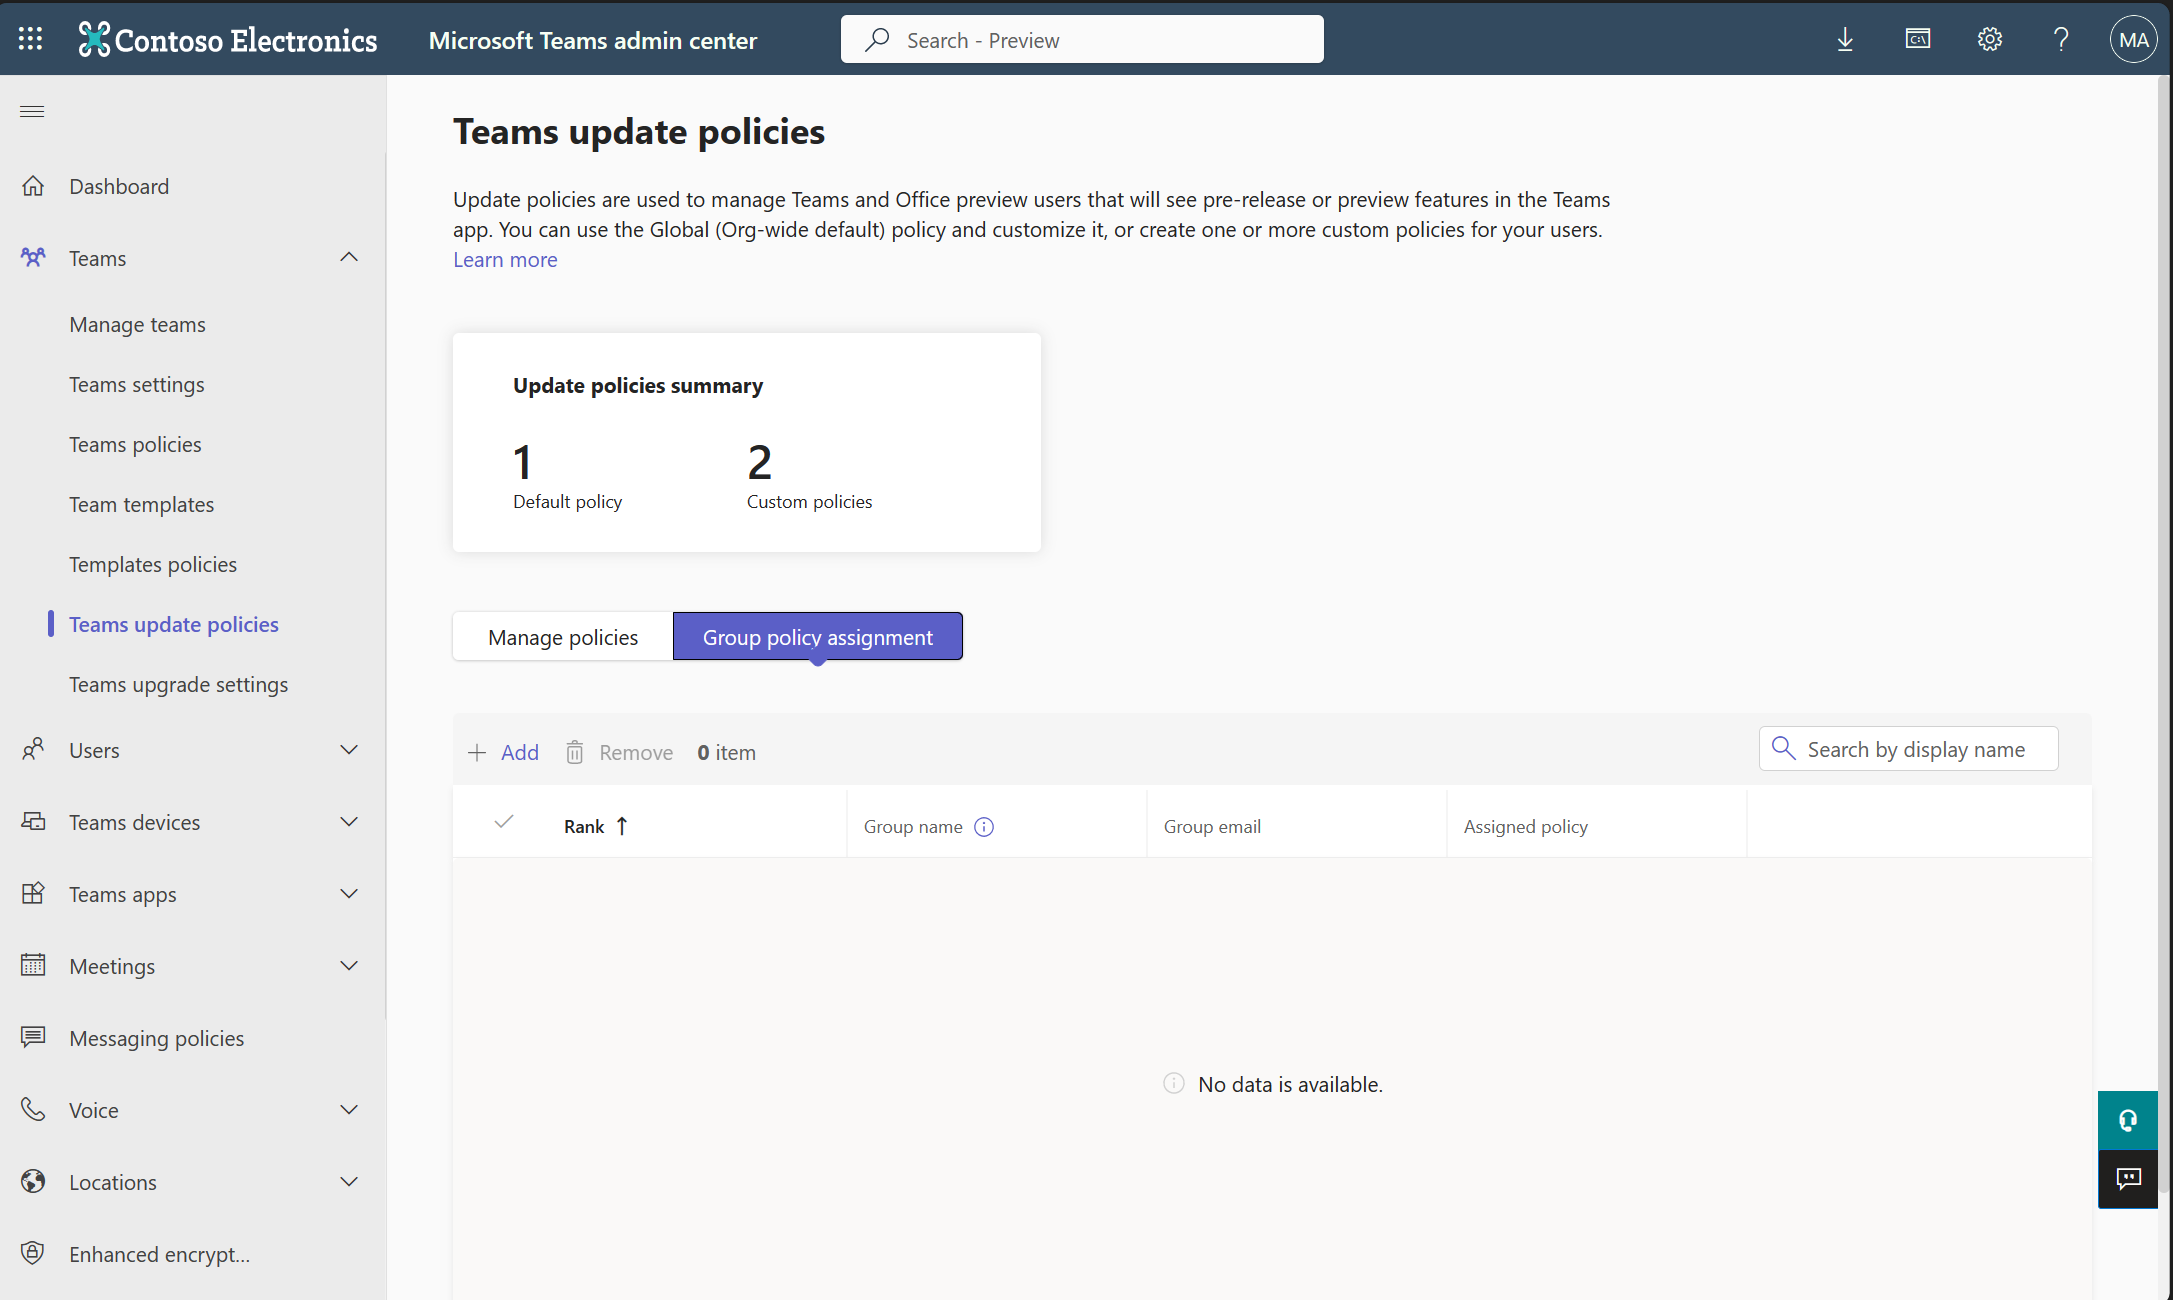 Contoso Electronics
Microsoft Teams admin center
Search - Preview
C:\
MA
Dashboard
Teams
Manage teams
Teams settings
Teams policies
Team templates
Templates policies
Teams update policies
Teams upgrade settings
Users
Teams devices
Teams apps
Meetings
Messaging policies
Voice
Locations
Enhanced encrypt...
Teams update policies
Update policies are used to manage Teams and Office preview users that will see pre-release or preview features in the Teams
app. You can use the Global (Org-wide default) policy and customize it, or create one or more custom policies for your users.
Learn more
Update policies summary
1 2
Default policy Custom policies
Manage policies Group policy assignment
Add Remove 0 item Search by display name
Rank Group name Group email Assigned policy
No data is available.